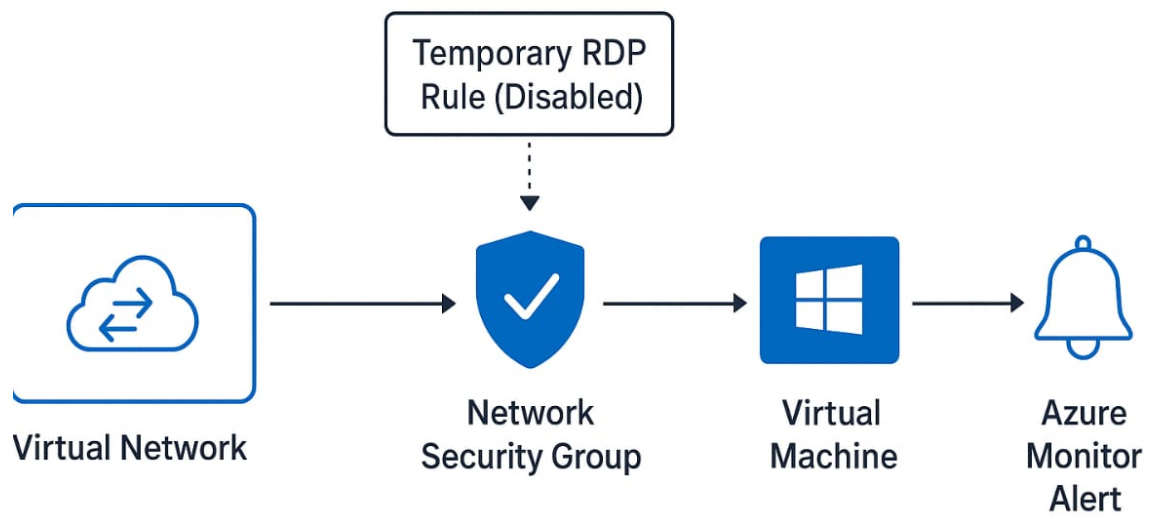 Temporary RDP
Rule (Disabled)
Virtual Network
Network
Security Group
Virtual
Machine
Azure
Monitor
Alert